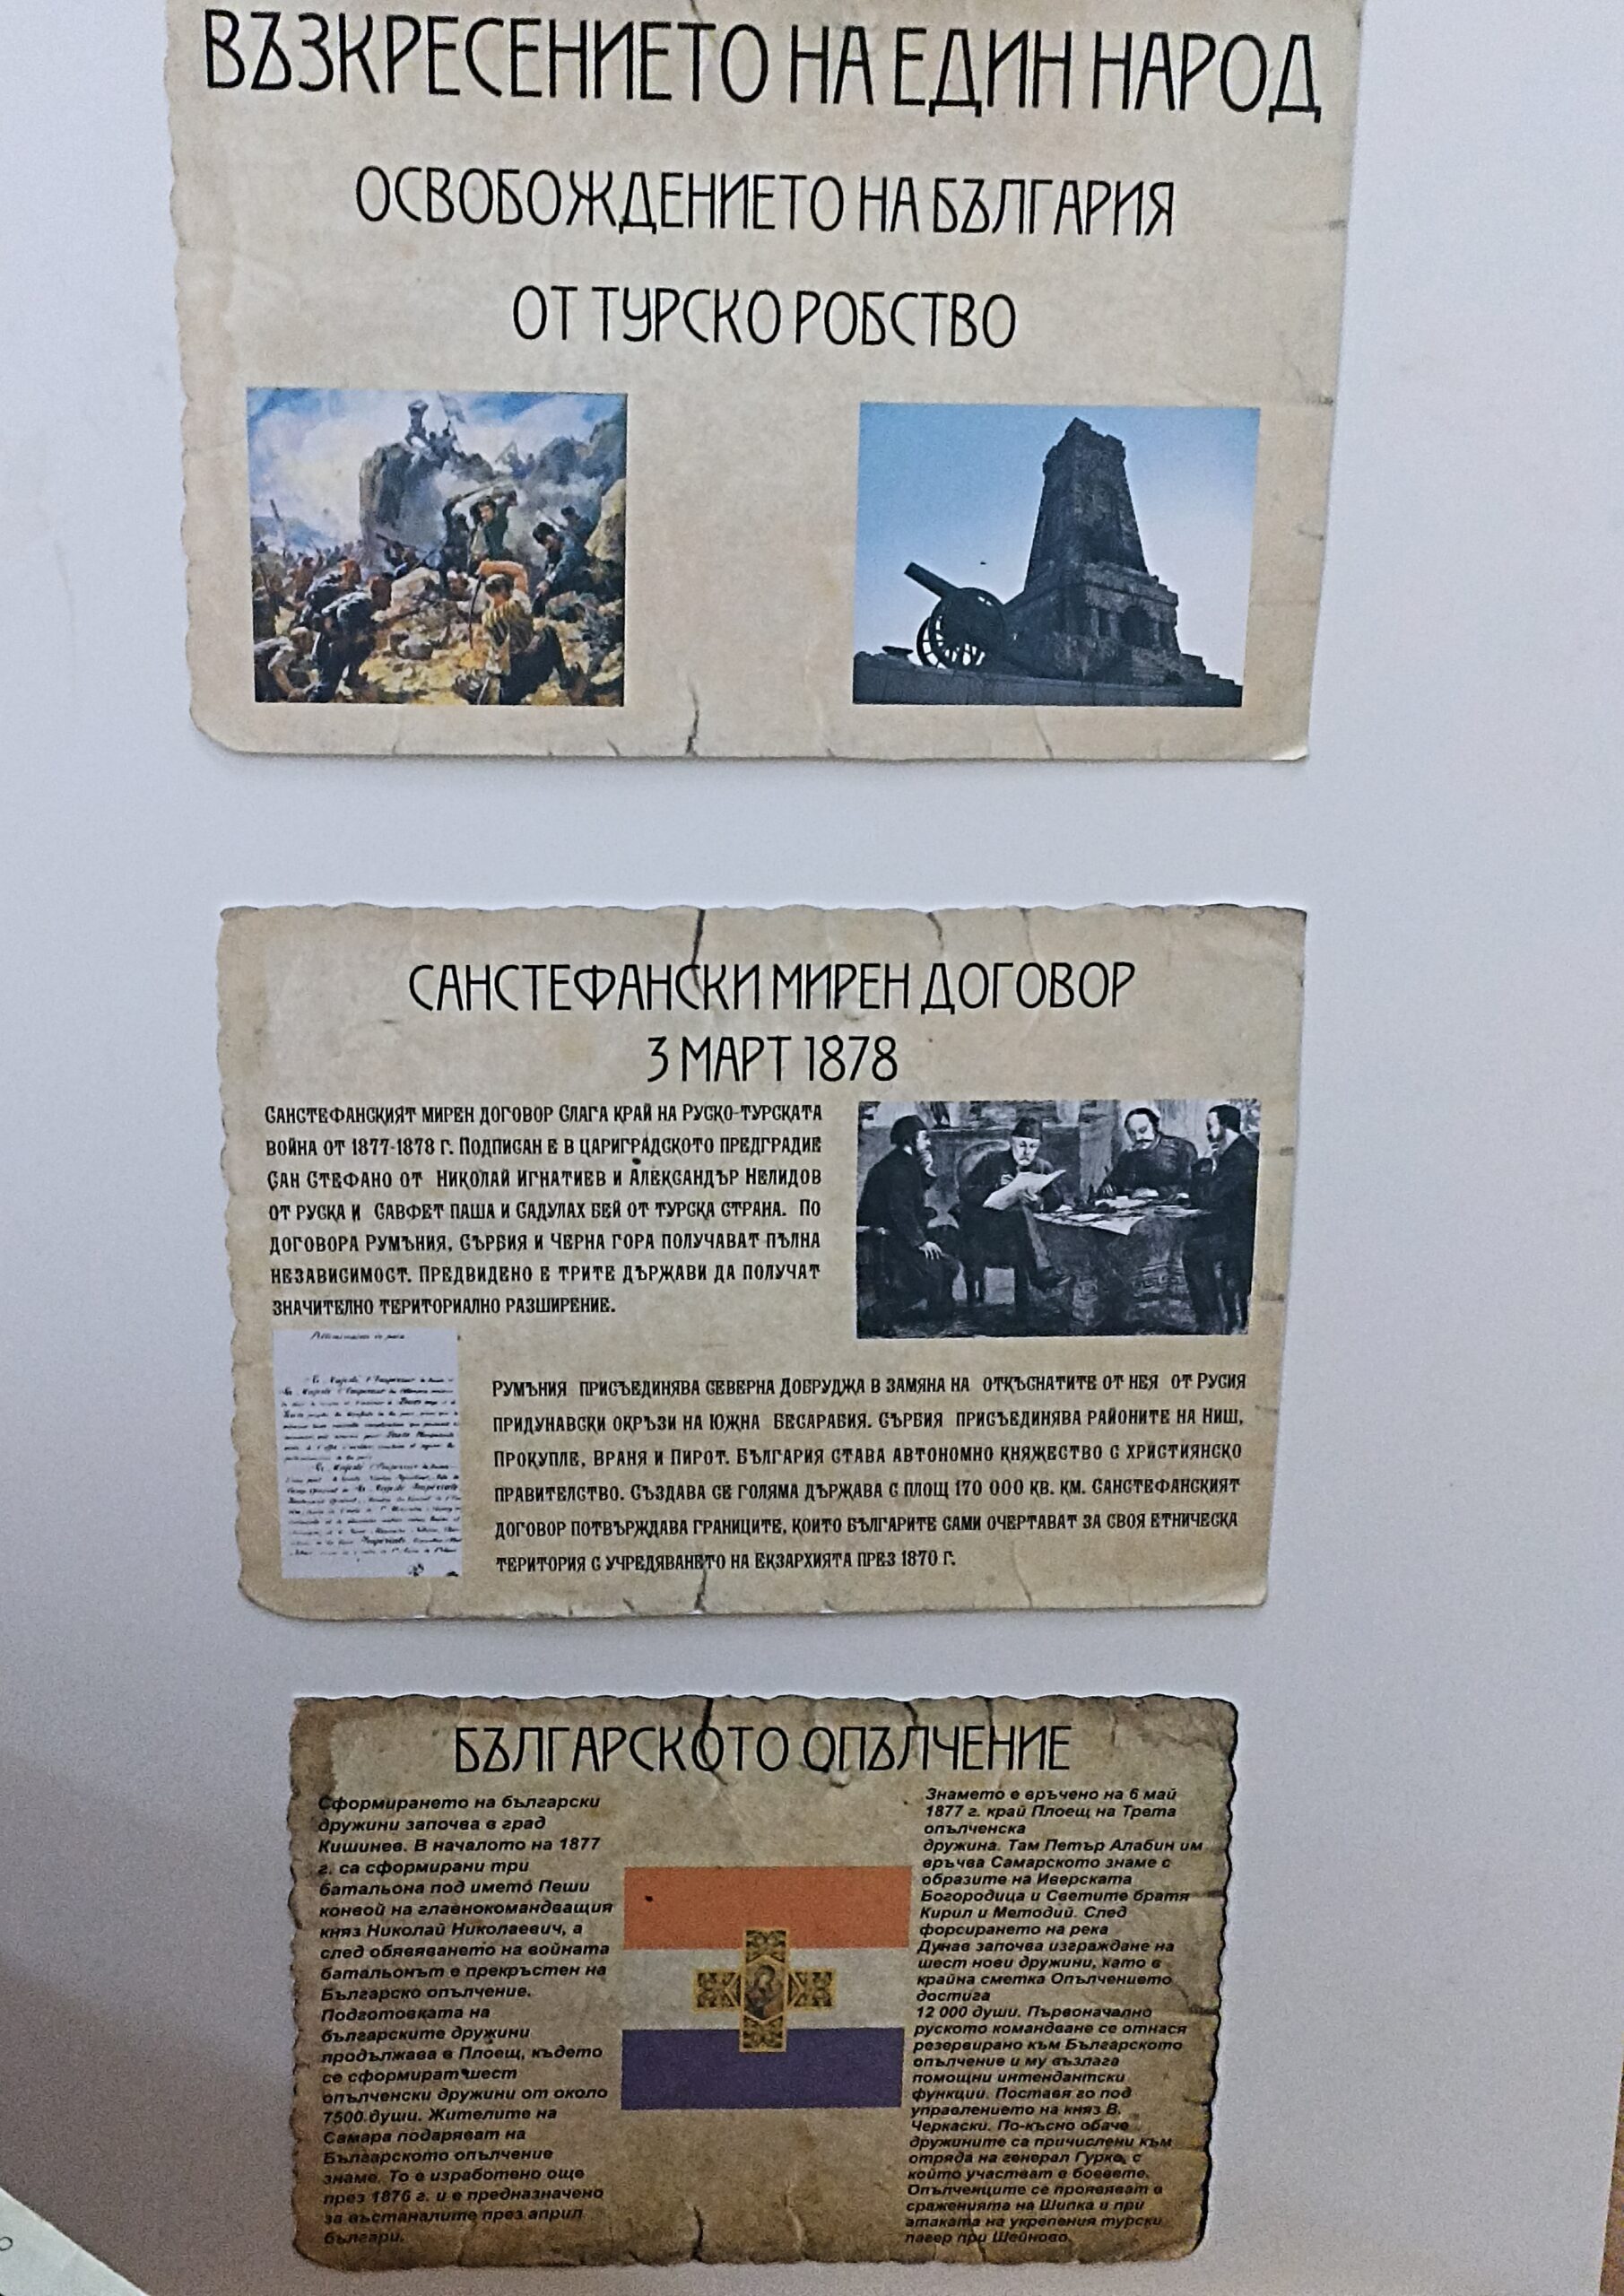 ВЪЗКРЕСЕНИЕТО НА ЕДИН НАРОД
ОСВОБОЖДЕНИЕТО НА БЪЛГАРИЯ
ОТ ТУРСКО РОБСТВО
САНСТЕФАНСКИ МИРЕН ДОГОВОР
3 МАРТ 1878
САНСТЕФАНСКИЯТ МИРЕН ДОГОВОР СЛАГА КРАЙ НА РУСКО-ТУРСКАТА
ВОЙНА ОТ 1877-1878 Г. ПОДПИСАН Е В ЦАРИГРАДСКОТО ПРЕДГРАДИЕ
САН СТЕФАНО ОТ НИКОЛАЙ ИГНАТИЕВ И АЛЕКСАНДЪР НЕЛИДОВ
ОТ РУСКА И САВФЕТ ПАША И САДУЛАХ БЕЙ ОТ ТУРСКА СТРАНА. ПО
ДОГОВОРА РУМЪНИЯ, СЪРБИЯ И ЧЕРНА ГОРА ПОЛУЧАВАТ ПЪЛНА
НЕЗАВИСИМОСТ. ПРЕДВИДЕНО Е ТРИТЕ ДЪРЖАВИ ДА ПОЛУЧАТ
ЗНАЧИТЕЛНО ТЕРИТОРИАЛНО РАЗШИРЕНИЕ.
РУМЪНИЯ ПРИСЪЕДИНЯВА СЕВЕРНА ДОБРУДЖА В ЗАМЯНА НА ОТКЪСНАТИТЕ ОТ НЕЯ ОТ РУСИЯ
ПРИДУНАВСКИ ОКРЪЗИ НА ЮЖНА БЕСАРАБИЯ. СЪРБИЯ ПРИСЪЕДИНЯВА РАЙОНИТЕ НА НИШ,
ПРОКУПЛЕ, ВРАНЯ И ПИРОТ. БЪЛГАРИЯ СТАВА АВТОНОМНО КНЯЖЕСТВО С ХРИСТИЯНСКО
ПРАВИТЕЛСТВО. СЪЗДАВА СЕ ГОЛЯМА ДЪРЖАВА С ПЛОЩ 170 000 КВ. КМ. САНСТЕФАНСКИЯТ
ДОГОВОР ПОТВЪРЖДАВА ГРАНИЦИТЕ, КОИТО БЪЛГАРИТЕ САМИ ОЧЕРТАВАТ ЗА СВОЯ ЕТНИЧЕСКА
ТЕРИТОРИЯ С УЧРЕДЯВАНЕТО НА ЕКЗАРХИЯТА ПРЕЗ 1870 Г.
БЪЛГАРСКОТО ОПЪЛЧЕНИЕ
Сформирането на български
дружини започва в град
Кишинев. В началото на 1877
г. са сформирани три
батальона под името Пеши
конвой на главнокомандващия
княз Николай Николаевич, а
след обявяването на войната
батальонът е прекръстен на
Българско опълчение.
Подготовката на
българските дружини
продължава в Плоещ, където
се сформират шест
опълченски дружини от около
7500 души. Жителите на
Самара подаряват на
Българското опълчение
знаме. То е изработено още
през 1876 г. и е предназначено
за въстаналите през април
българи.
Знамето е връчено на 6 май
1877 г. край Плоещ на Трета
опълченска
дружина. Там Петър Алабин им
връчва Самарското знаме с
образите на Иверската
Богородица и Светите братя
Кирил и Методий. След
форсирането на река
Дунав започва изграждане на
шест нови дружини, като в
крайна сметка Опълчението
достига
12 000 души. Първоначално
руското командване се отнася
резервирано към Българското
опълчение и му възлага
помощни интендантски
функции. Поставя го под
управлението на княз В.
Черкаски. По-късно обаче
дружините са причислени към
отряда на генерал Гурко, с
който участват в боевете.
Опълченците се проявяват в
сраженията на Шипка и при
атаката на укрепения турски
лагер при Шейново.